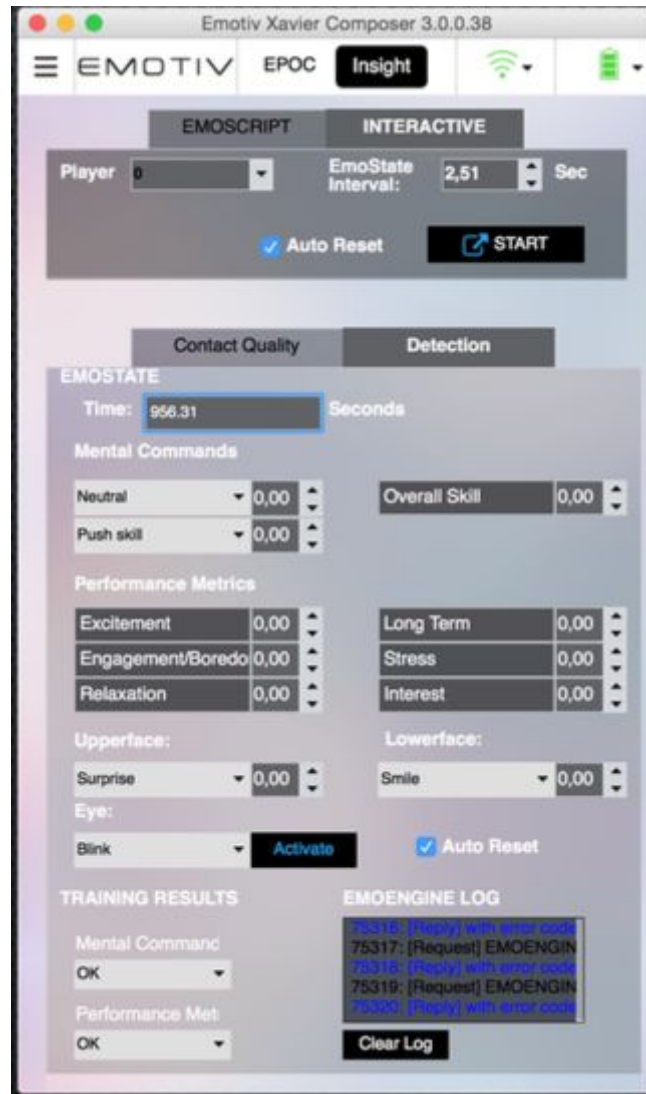 Emotiv Xavier Composer 3.0.0.38
EMOTIV EPOC Insight
EMOSCRIPT INTERACTIVE
Player 0 EmoState Interval: 2,51 Sec
Auto Reset START
Contact Quality Detection
EMOSTATE
Time: 956.31 Seconds
Mental Commands
Neutral 0,00 Overall Skill 0,00
Push skill 0,00
Performance Metrics
Excitement 0,00 Long Term 0,00
Engagement/Boredo 0,00 Stress 0,00
Relaxation 0,00 Interest 0,00
Upperface: Lowerface:
Surprise 0,00 Smile 0,00
Eye:
Blink Activate Auto Reset
TRAINING RESULTS EMOENGINE LOG
75316: [Reply] with error code
75317: [Request] EMOENGIN
75318: [Reply] with error code
75319: [Request] EMOENGIN
75320: [Reply] with error code
Mental Commanc
OK
Performance Met
OK Clear Log